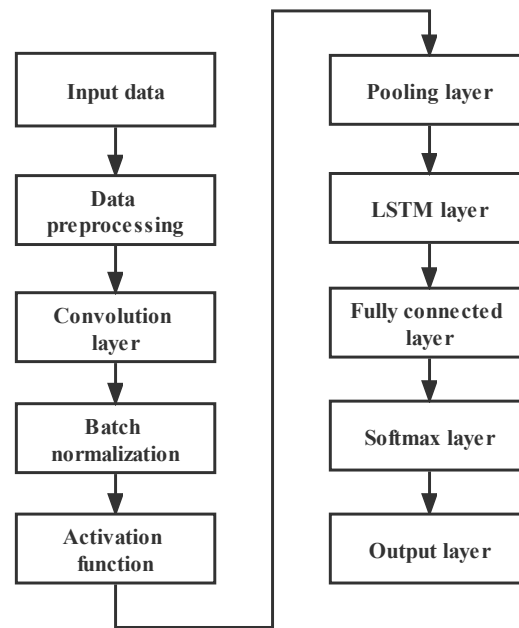 Input data
Data
preprocessing
Convolution
layer
Batch
normalization
Activation
function
Pooling layer
LSTM layer
Fully connected
layer
Softmax layer
Output layer